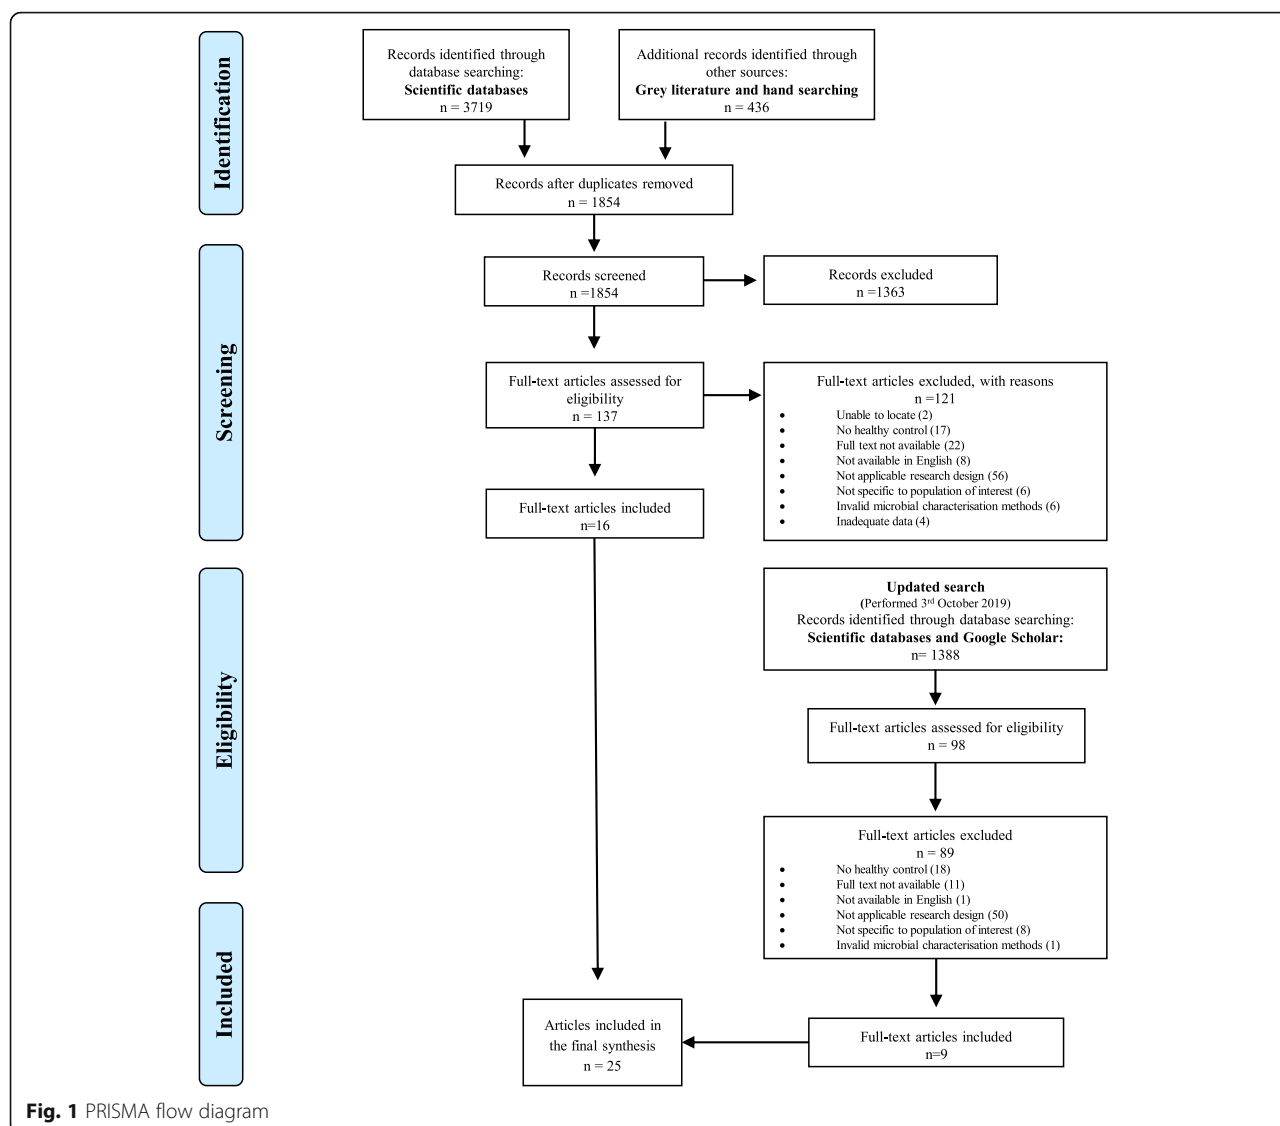 Identification
Records identified through
database searching:
Scientific databases
n = 3719
Additional records identified through
other sources:
Grey literature and hand searching
n = 436
Records after duplicates removed
n = 1854
Screening
Records screened
n =1854
Records excluded
n =1363
Full-text articles assessed for
eligibility
n = 137
Full-text articles excluded, with reasons
n =121
• Unable to locate (2)
• No healthy control (17)
• Full text not available (22)
• Not available in English (8)
• Not applicable research design (56)
• Not specific to population of interest (6)
• Invalid microbial characterisation methods (6)
• Inadequate data (4)
Full-text articles included
n=16
Eligibility
Updated search
(Performed 3rd October 2019)
Records identified through database searching:
Scientific databases and Google Scholar:
n= 1388
Full-text articles assessed for eligibility
n = 98
Full-text articles excluded
n = 89
• No healthy control (18)
• Full text not available (11)
• Not available in English (1)
• Not applicable research design (50)
• Not specific to population of interest (8)
• Invalid microbial characterisation methods (1)
Included
Articles included in
the final synthesis
n = 25
Full-text articles included
n=9
Fig. 1 PRISMA flow diagram